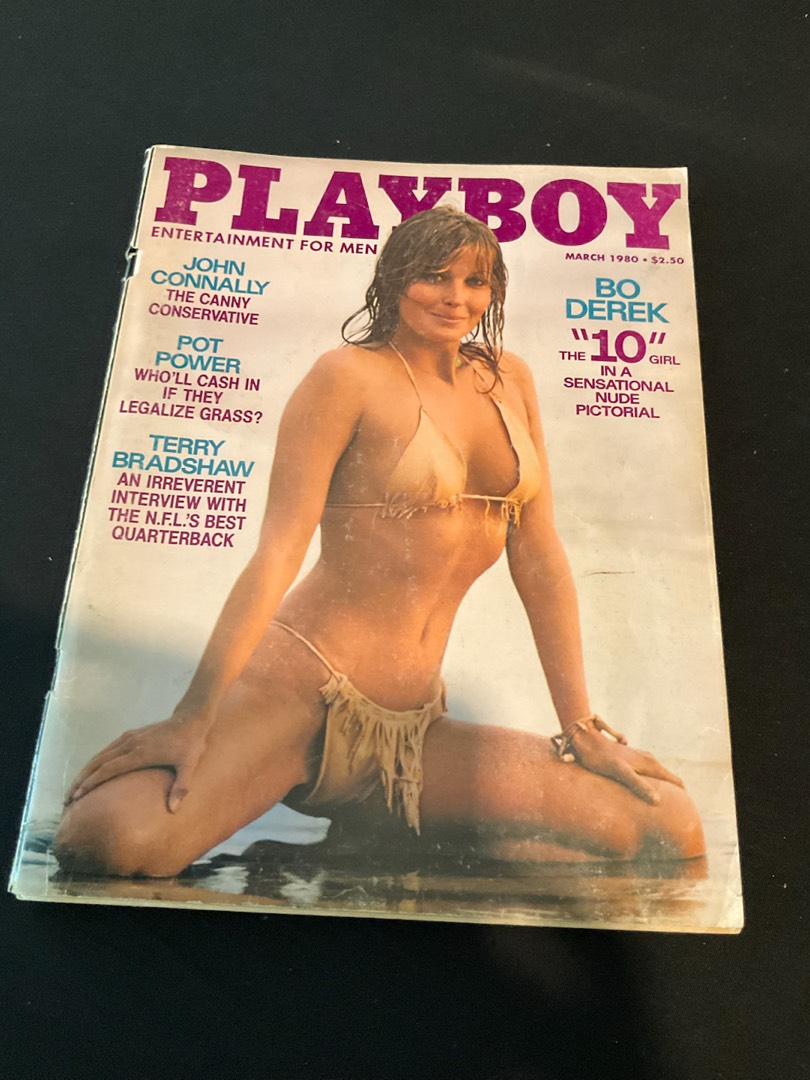 PLAYBOY
ENTERTAINMENT FOR MEN
MARCH 1980 • $2.50
JOHN
CONNALLY
THE CANNY
CONSERVATIVE
POT
POWER
WHO'LL CASH IN
IF THEY
LEGALIZE GRASS?
TERRY
BRADSHAW
AN IRREVERENT
INTERVIEW WITH
THE N.F.L.'S BEST
QUARTERBACK
BO
DEREK
THE "10" GIRL
IN A
SENSATIONAL
NUDE
PICTORIAL